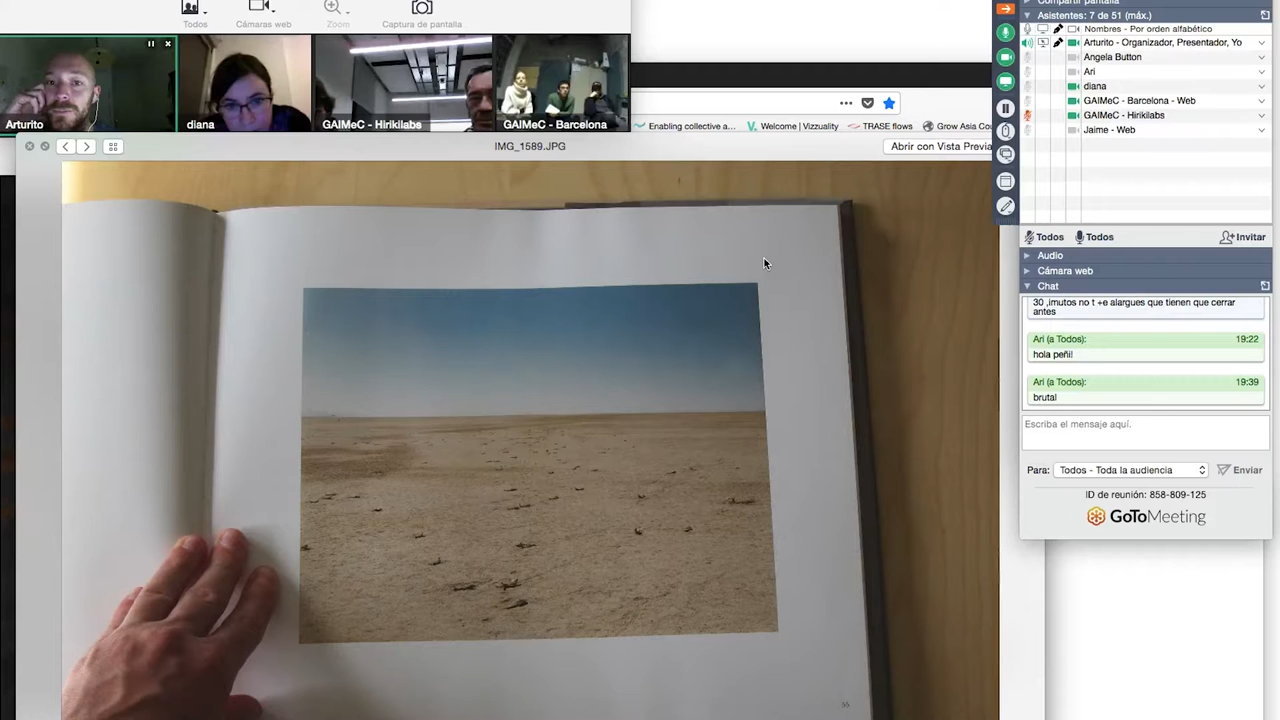 Todos
Cámaras web
Zoom
Captura de pantalla
Arturito
diana
GAIMeC - Hirikilabs
GAIMeC - Barcelona
Enabling collective a...
Welcome | Vizzuality
TRASE flows
Grow Asia Cou
IMG_1589.JPG
Abrir con Vista Previa
Compartir pantalla
Asistentes: 7 de 51 (máx.)
Nombres - Por orden alfabético
Arturito - Organizador, Presentador, Yo
Angela Button
Ari
diana
GAIMeC - Barcelona - Web
GAIMeC - Hirikilabs
Jaime - Web
Todos
Todos
Invitar
Audio
Cámara web
Chat
30 ,imutos no t +e alargues que tienen que cerrar
antes
Ari (a Todos): 19:22
hola peñi!
Ari (a Todos): 19:39
brutal
Escriba el mensaje aquí.
Para: Todos - Toda la audiencia Enviar
ID de reunión: 858-809-125
GoToMeeting